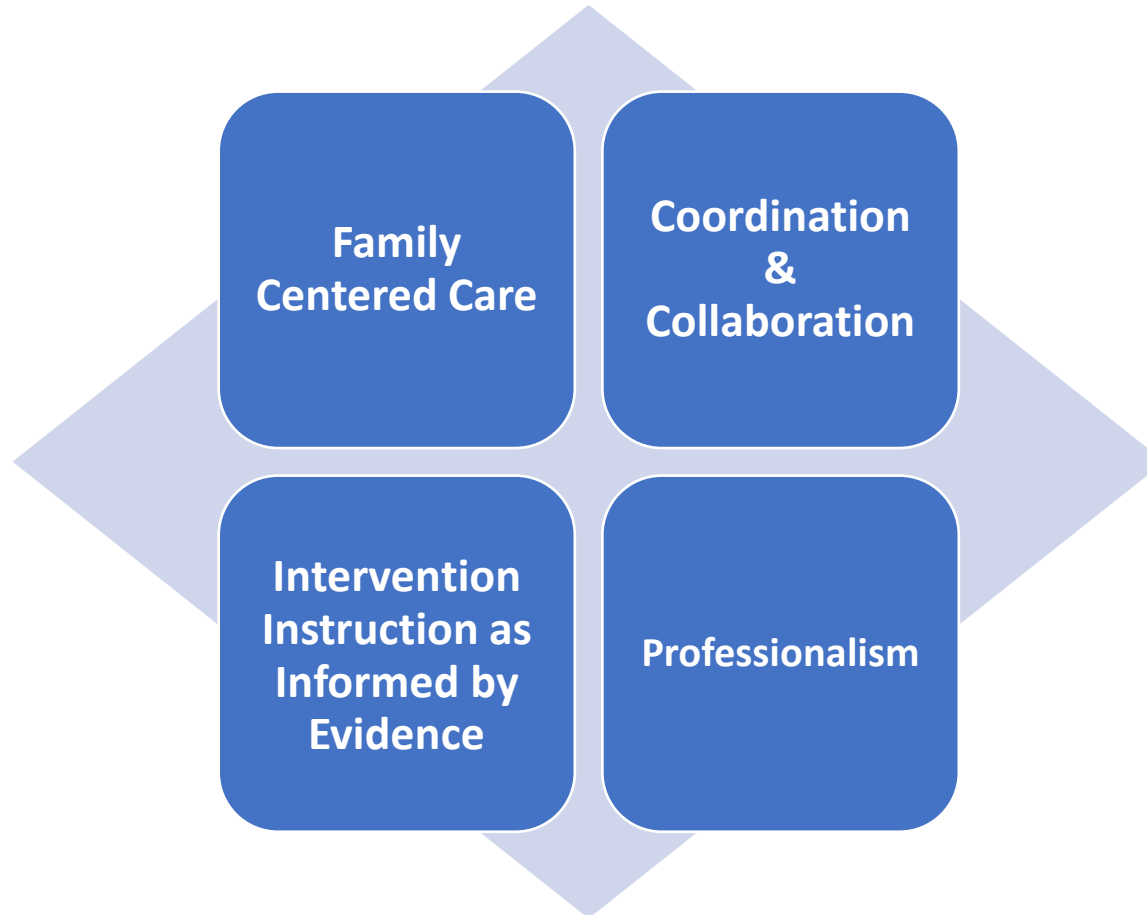 Family
Centered Care
Coordination
&
Collaboration
Intervention
Instruction as
Informed by
Evidence
Professionalism